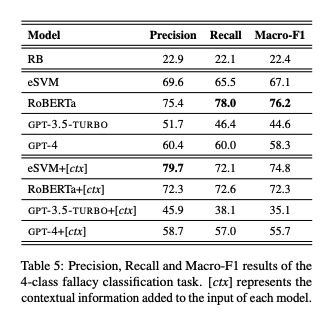 Model Precision Recall Macro-F1
RB 22.9 22.1 22.4
eSVM 69.6 65.5 67.1
RoBERTa 75.4 78.0 76.2
GPT-3.5-TURBO 51.7 46.4 44.6
GPT-4 60.4 60.0 58.3
eSVM+[ctx] 79.7 72.1 74.8
RoBERTa+[ctx] 72.3 72.6 72.3
GPT-3.5-TURBO+[ctx] 45.9 38.1 35.1
GPT-4+[ctx] 58.7 57.0 55.7
Table 5: Precision, Recall and Macro-F1 results of the
4-class fallacy classification task. [ctx] represents the
contextual information added to the input of each model.